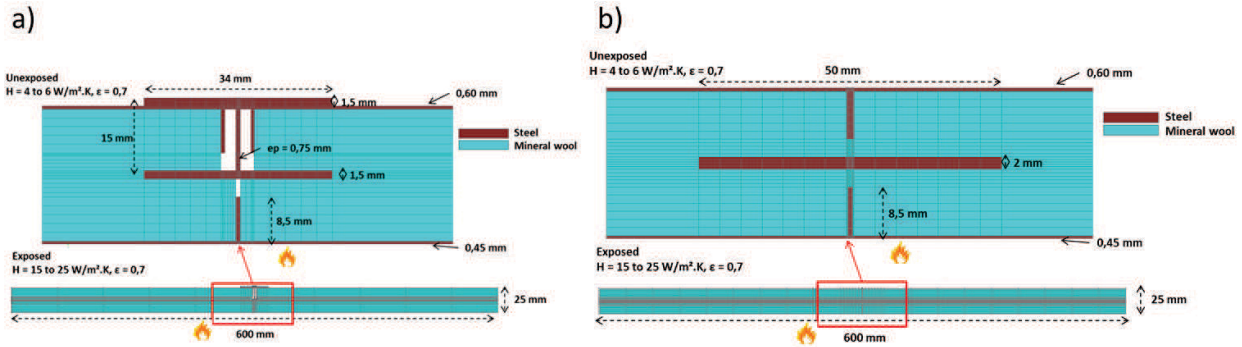 a)
Unexposed
H = 4 to 6 W/m².K, ε = 0,7
34 mm
0,60 mm
1,5 mm
15 mm
Steel
Mineral wool
ep = 0,75 mm
1,5 mm
8,5 mm
0,45 mm
Exposed
H = 15 to 25 W/m².K, ε = 0,7
25 mm
600 mm
b)
Unexposed
H = 4 to 6 W/m².K, ε = 0,7
50 mm
0,60 mm
Steel
Mineral wool
2 mm
8,5 mm
0,45 mm
Exposed
H = 15 to 25 W/m².K, ε = 0,7
25 mm
600 mm